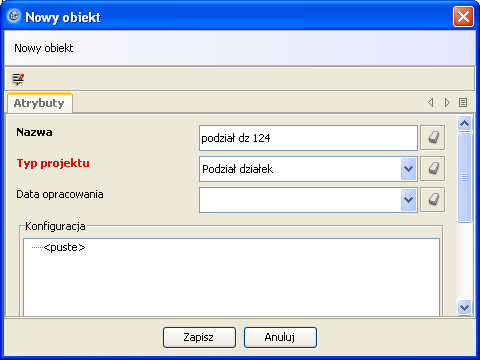 Nowy obiekt
Nowy obiekt
Atrybuty
Nazwa
podział dz 124
Typ projektu
Podział działek
Data opracowania
Konfiguracja
<puste>
Zapisz
Anuluj